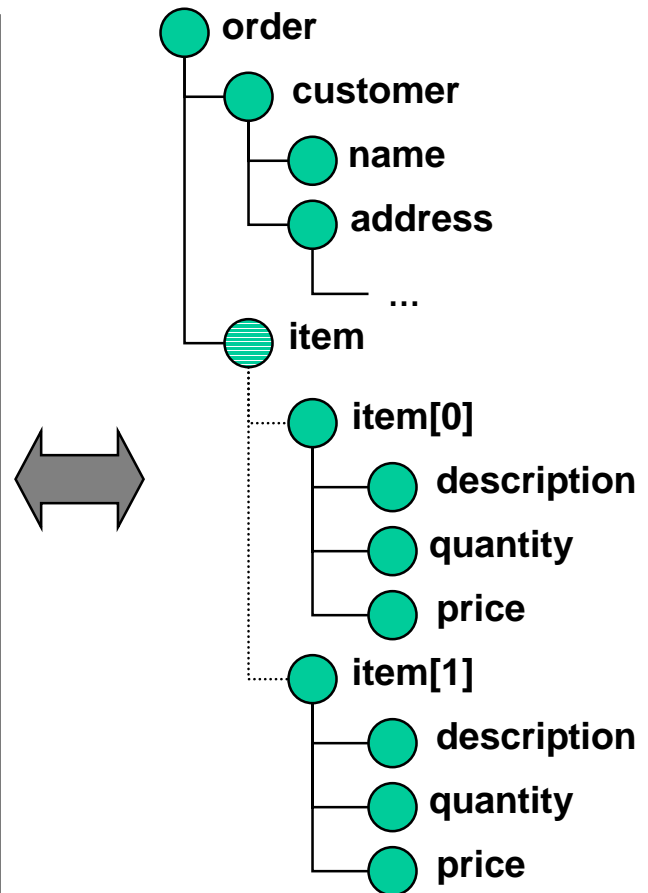 order
customer
name
address
...
item
item[0]
description
quantity
price
item[1]
description
quantity
price